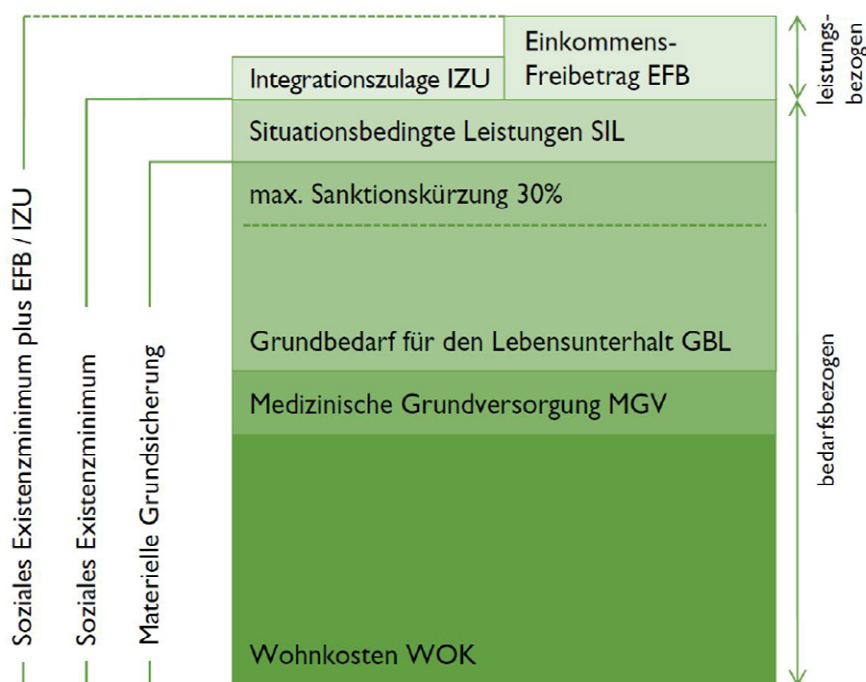 Einkommens-
Freibetrag EFB
Integrationszulage IZU
Situationsbedingte Leistungen SIL
max. Sanktionskürzung 30%
Grundbedarf für den Lebensunterhalt GBL
Medizinische Grundversorgung MGV
Wohnkosten WOK
Soziales Existenzminimum plus EFB / IZU
Soziales Existenzminimum
Materielle Grundsicherung
leistungs-
bezogen
bedarfsbezogen